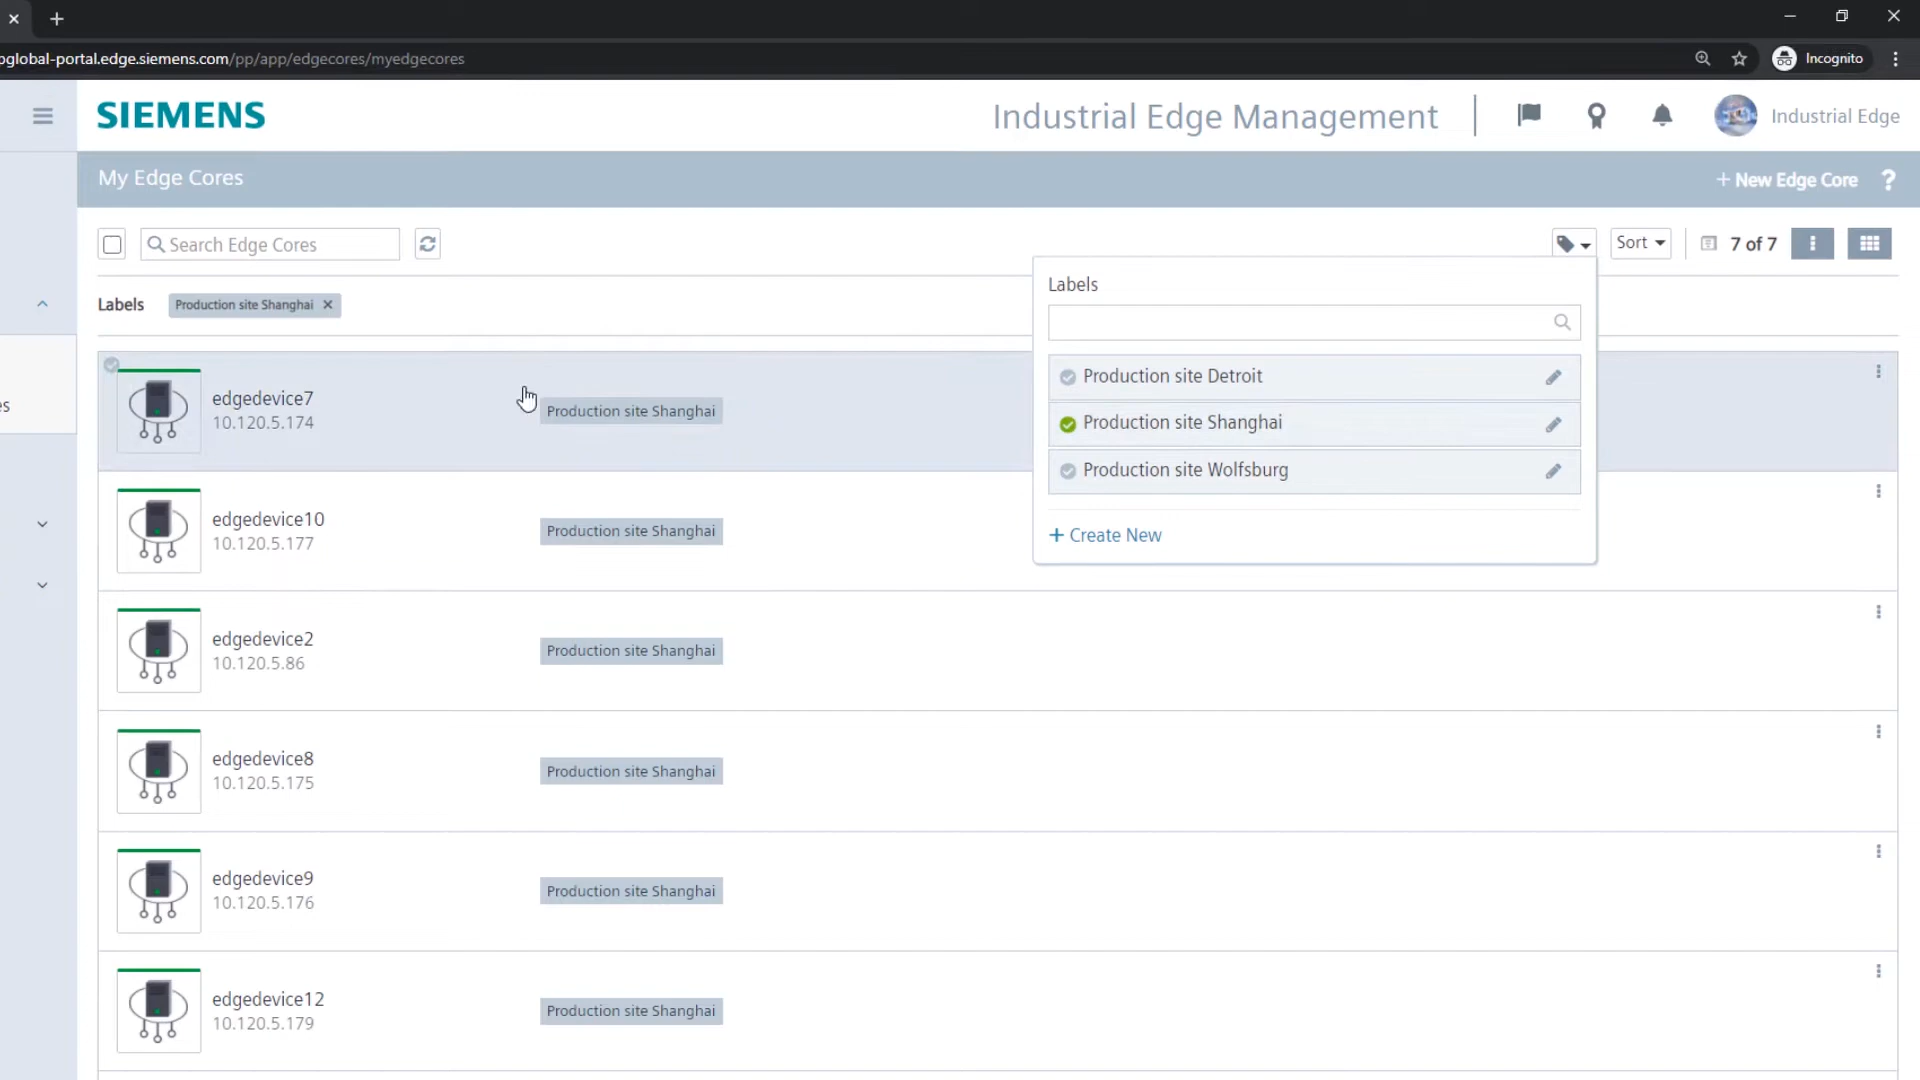 pglobal-portal.edge.siemens.com/pp/app/edgecores/myedgecores
Incognito
SIEMENS
Industrial Edge Management
Industrial Edge
My Edge Cores
+ New Edge Core ?
Search Edge Cores
Sort
7 of 7
Labels
Production site Shanghai ×
Labels
Production site Detroit
Production site Shanghai
Production site Wolfsburg
+ Create New
edgedevice7
10.120.5.174
Production site Shanghai
edgedevice10
10.120.5.177
Production site Shanghai
edgedevice2
10.120.5.86
Production site Shanghai
edgedevice8
10.120.5.175
Production site Shanghai
edgedevice9
10.120.5.176
Production site Shanghai
edgedevice12
10.120.5.179
Production site Shanghai